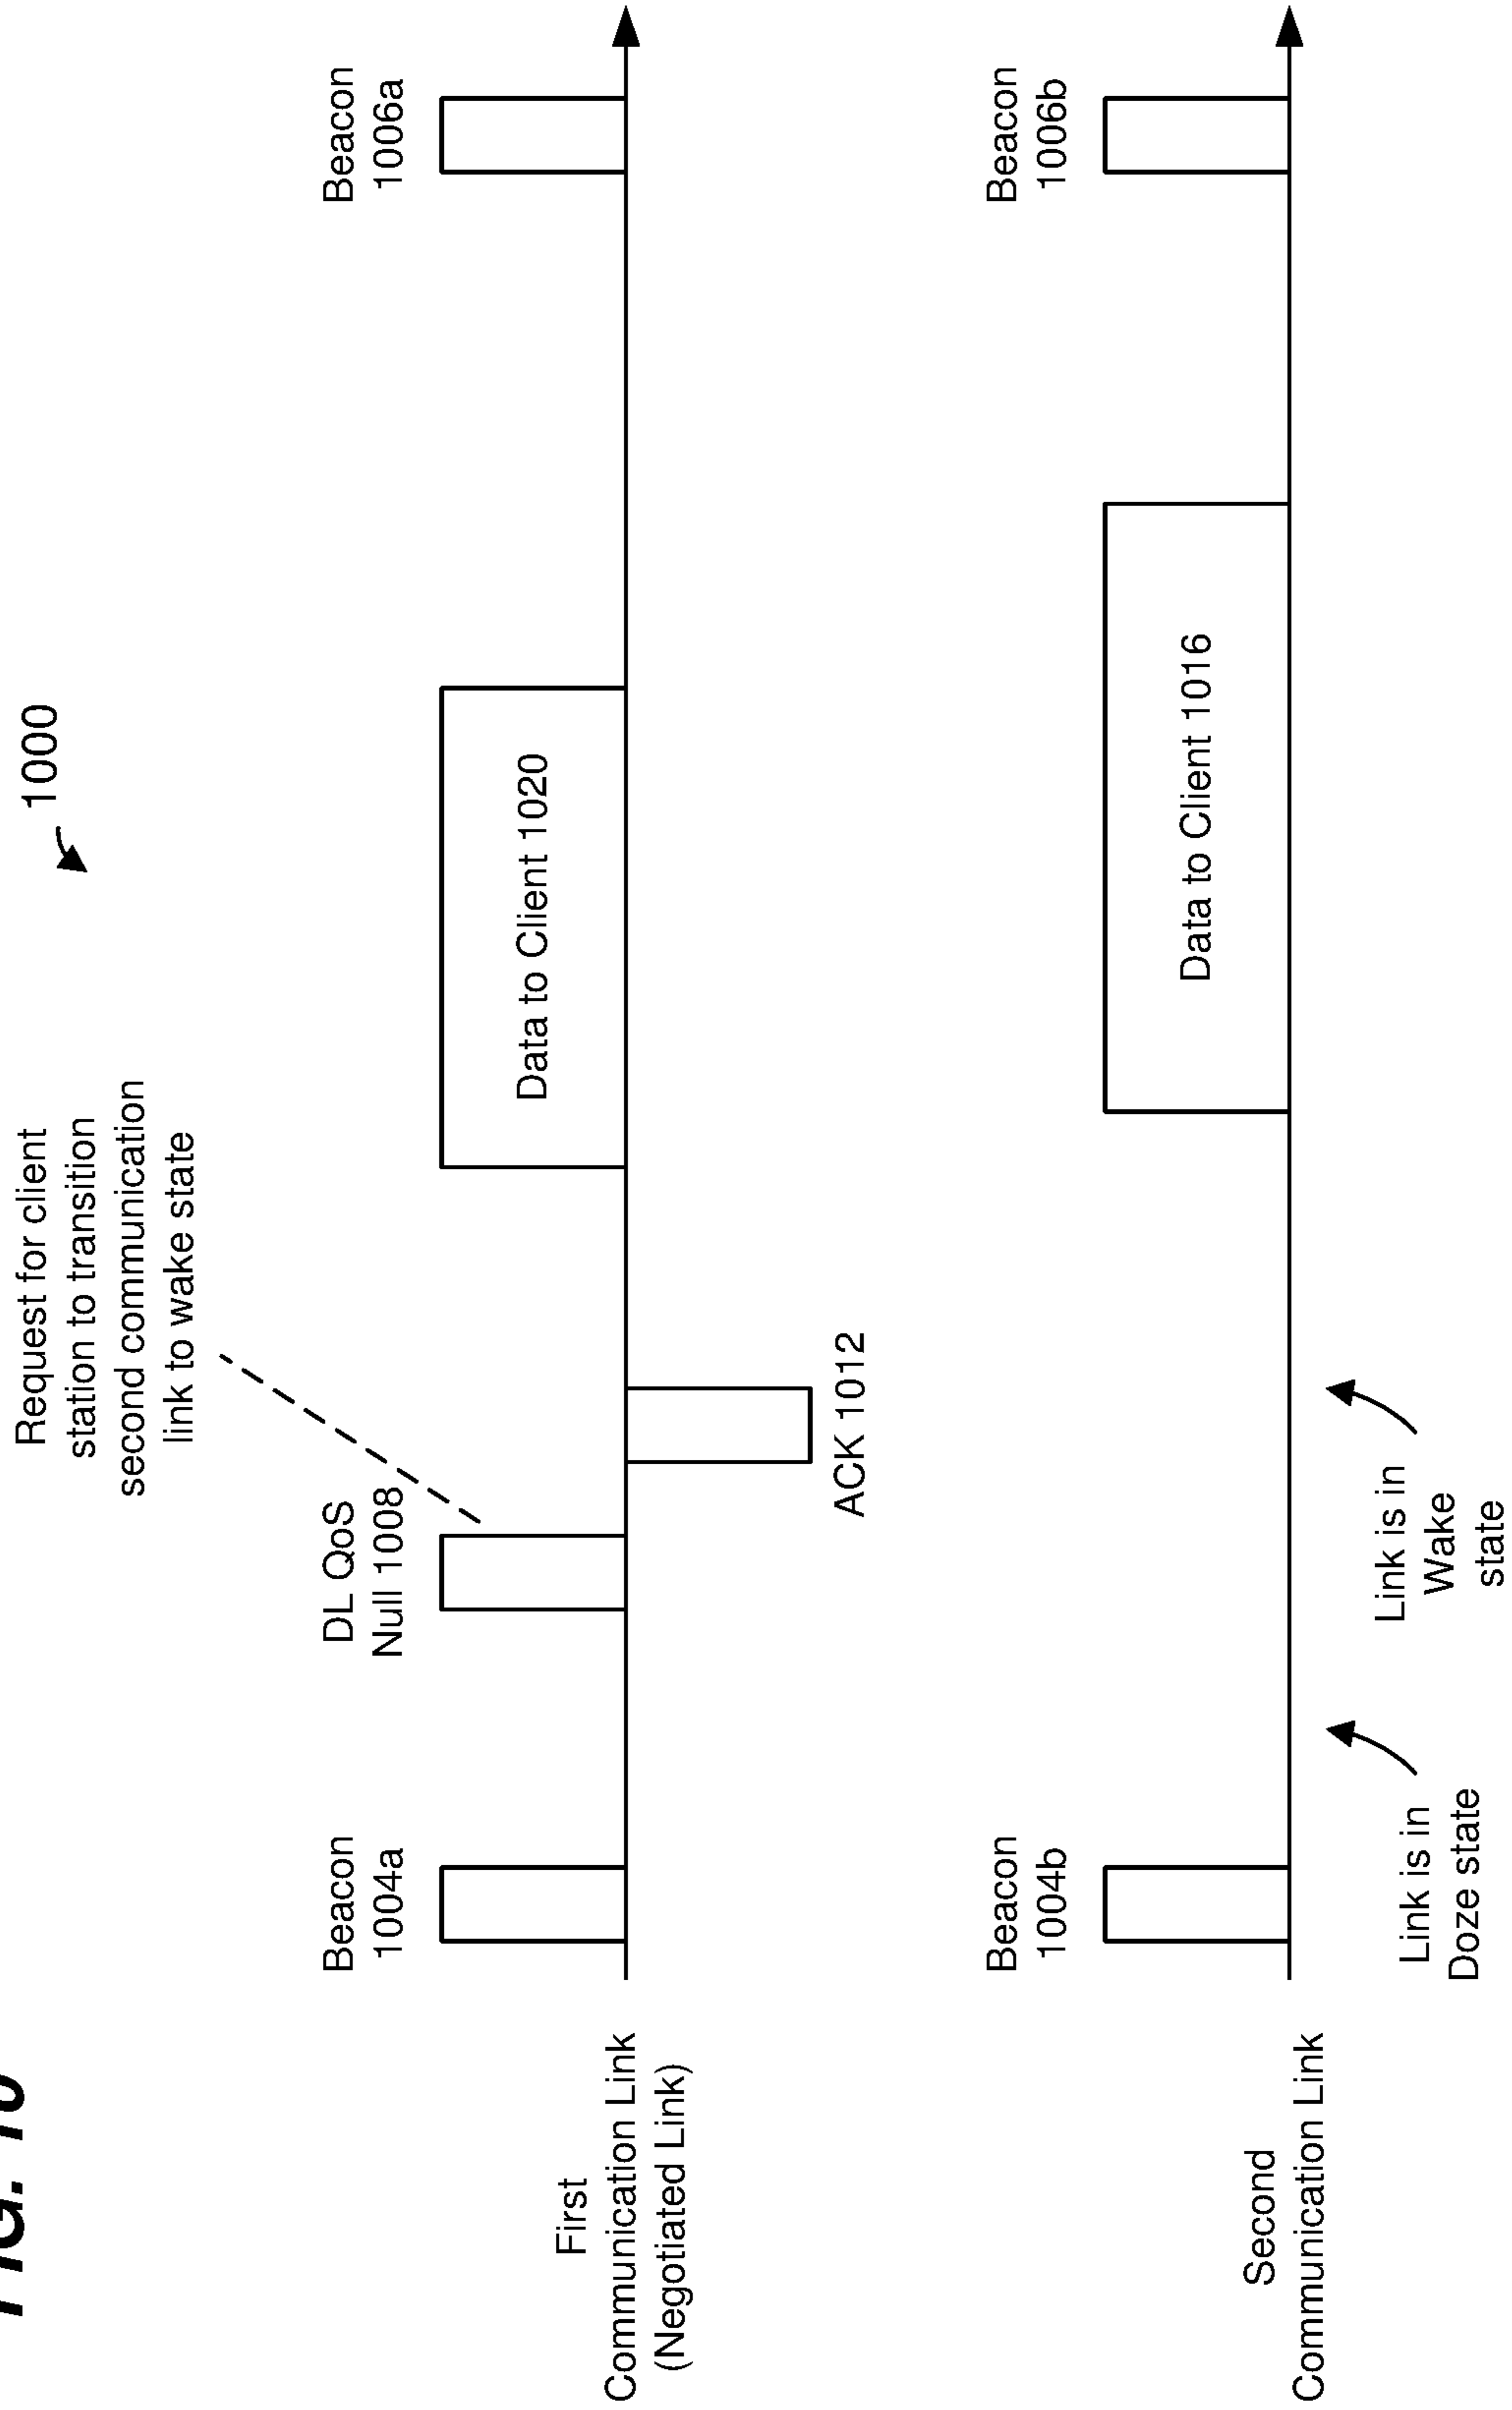 1000
Request for client
station to transition
second communication
link to wake state
Beacon
1004a
DL QoS
Null 1008
Data to Client 1020
Beacon
1006a
ACK 1012
First
Communication Link
(Negotiated Link)
Beacon
1004b
Data to Client 1016
Beacon
1006b
Second
Communication Link
Link is in
Doze state
Link is in
Wake
state